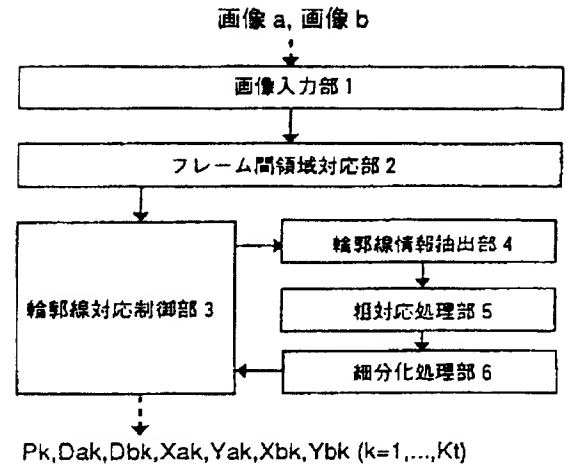 画像 a, 画像 b
画像入力部 1
フレーム間領域対応部 2
輪郭線対応制御部 3
輪郭線情報抽出部 4
粗対応処理部 5
細分化処理部 6
Pk,Dak,Dbk,Xak,Yak,Xbk,Ybk (k=1,...,Kt)